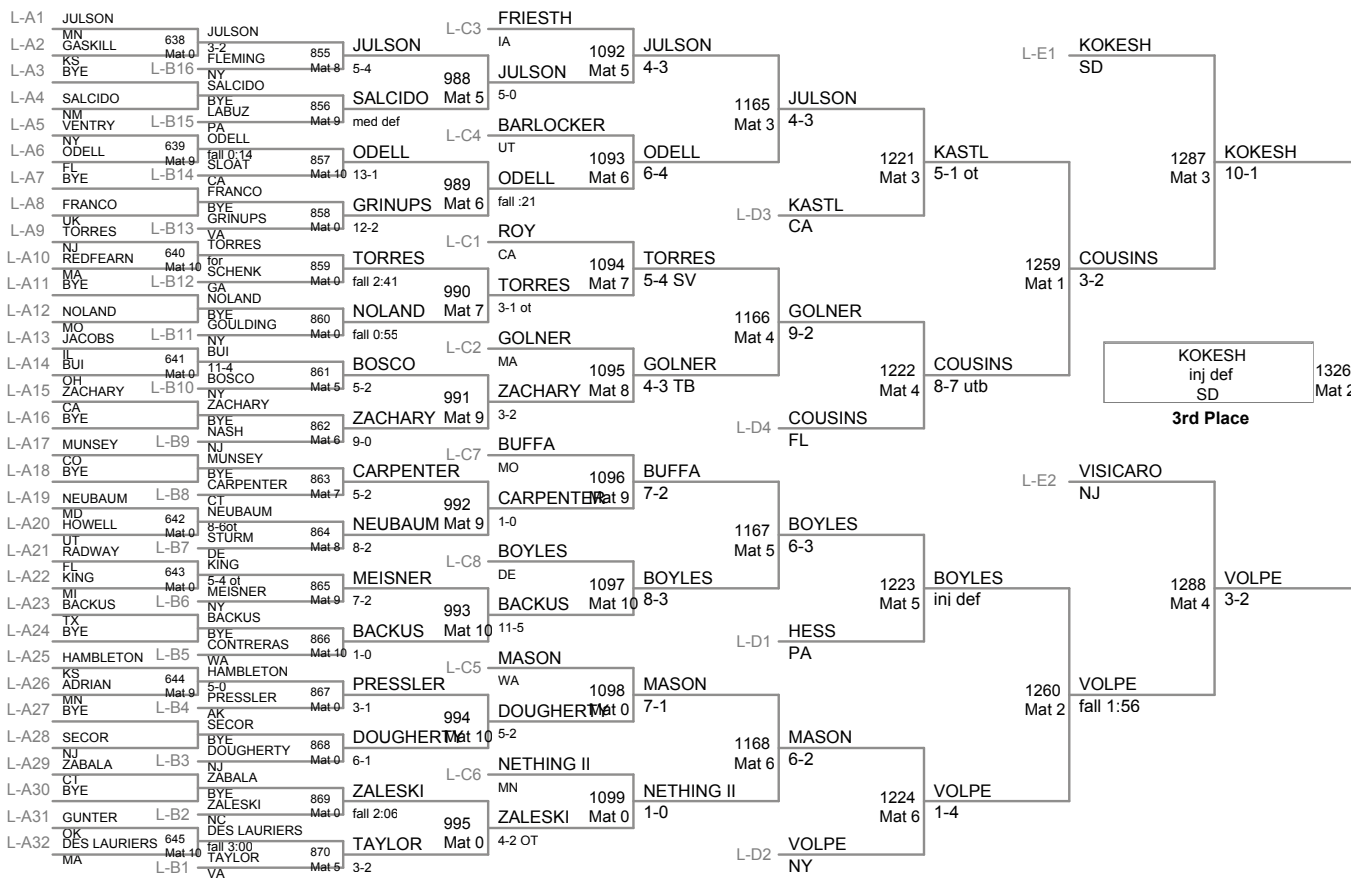 L-A1 JULSON
MN
L-A2 GASKILL
KS
L-A3 BYE
L-A4 SALCIDO
NM
L-A5 VENTRY
NY
L-A6 ODELL
FL
L-A7 BYE
L-A8 FRANCO
UK
L-A9 TORRES
NJ
L-A10 REDFEARN
MA
L-A11 BYE
L-A12 NOLAND
MO
L-A13 JACOBS
IL
L-A14 BUI
OH
L-A15 ZACHARY
CA
L-A16 BYE
L-A17 MUNSEY
CO
L-A18 BYE
L-A19 NEUBAUM
MD
L-A20 HOWELL
UT
L-A21 RADWAY
FL
L-A22 KING
MI
L-A23 BACKUS
TX
L-A24 BYE
L-A25 HAMBLETON
KS
L-A26 ADRIAN
MN
L-A27 BYE
L-A28 SECOR
NJ
L-A29 ZABALA
CT
L-A30 BYE
L-A31 GUNTER
OK
L-A32 DES LAURIERS
MA
638
Mat 0
639
Mat 9
640
Mat 10
641
Mat 0
642
Mat 0
643
Mat 0
644
Mat 9
645
Mat 10
JULSON
3-2
L-B16 FLEMING
NY
SALCIDO
BYE
L-B15 LABUZ
PA
ODELL
fall 0:14
L-B14 SLOAT
CA
FRANCO
BYE
L-B13 GRINUPS
VA
TORRES
for
L-B12 SCHENK
GA
NOLAND
BYE
L-B11 GOULDING
NY
BUI
11-4
L-B10 BOSCO
NY
ZACHARY
BYE
L-B9 NASH
NJ
MUNSEY
BYE
L-B8 CARPENTER
CT
NEUBAUM
8-6ot
L-B7 STURM
DE
KING
5-4 ot
L-B6 MEISNER
NY
BACKUS
BYE
L-B5 CONTRERAS
WA
HAMBLETON
5-0
L-B4 PRESSLER
AK
SECOR
BYE
L-B3 DOUGHERTY
NJ
ZABALA
BYE
L-B2 ZALESKI
NC
DES LAURIERS
fall 3:00
L-B1 TAYLOR
VA
855
Mat 8
856
Mat 9
857
Mat 10
858
Mat 0
859
Mat 0
860
Mat 0
861
Mat 5
862
Mat 6
863
Mat 7
864
Mat 8
865
Mat 9
866
Mat 10
867
Mat 0
868
Mat 0
869
Mat 0
870
Mat 5
JULSON
5-4
SALCIDO
med def
ODELL
13-1
GRINUPS
12-2
TORRES
fall 2:41
NOLAND
fall 0:55
BOSCO
5-2
ZACHARY
9-0
CARPENTER
5-2
NEUBAUM
8-2
MEISNER
7-2
BACKUS
1-0
PRESSLER
3-1
DOUGHERTY
6-1
ZALESKI
fall 2:06
TAYLOR
3-2
988
Mat 5
989
Mat 6
990
Mat 7
991
Mat 9
992
Mat 9
993
Mat 10
994
Mat 10
995
Mat 0
L-C3 FRIESTH
IA
JULSON
5-0
L-C4 BARLOCKER
UT
ODELL
fall :21
L-C1 ROY
CA
TORRES
3-1 ot
L-C2 GOLNER
MA
ZACHARY
3-2
L-C7 BUFFA
MO
CARPENTER
1-0
L-C8 BOYLES
DE
BACKUS
11-5
L-C5 MASON
WA
DOUGHERTY
5-2
L-C6 NETHING II
MN
ZALESKI
4-2 OT
1092
Mat 5
1093
Mat 6
1094
Mat 7
1095
Mat 8
1096
Mat 9
1097
Mat 10
1098
Mat 0
1099
Mat 0
JULSON
4-3
ODELL
6-4
TORRES
5-4 SV
GOLNER
4-3 TB
BUFFA
7-2
BOYLES
8-3
MASON
7-1
NETHING II
1-0
1165
Mat 3
1166
Mat 4
1167
Mat 5
1168
Mat 6
JULSON
4-3
L-D3 KASTL
CA
GOLNER
9-2
L-D4 COUSINS
FL
BOYLES
6-3
L-D1 HESS
PA
MASON
6-2
L-D2 VOLPE
NY
1221
Mat 3
1222
Mat 4
1223
Mat 5
1224
Mat 6
KASTL
5-1 ot
COUSINS
8-7 utb
BOYLES
inj def
VOLPE
1-4
1259
Mat 1
1260
Mat 2
L-E1 KOKESH
SD
COUSINS
3-2
L-E2 VISICARO
NJ
VOLPE
fall 1:56
1287
Mat 3
1288
Mat 4
KOKESH
10-1
VOLPE
3-2
KOKESH
inj def
SD
3rd Place
1326
Mat 2